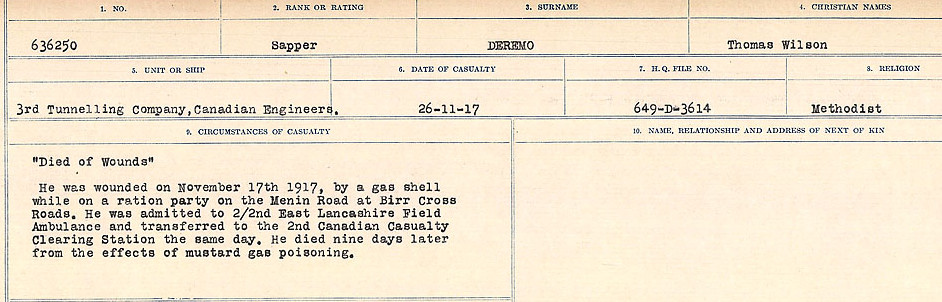 1. NO. 2. RANK OR RATING 3. SURNAME 4. CHRISTIAN NAMES
636250 Sapper DEREMO Thomas Wilson
5. UNIT OR SHIP 6. DATE OF CASUALTY 7. H.Q. FILE NO. 8. RELIGION
3rd Tunnelling Company,Canadian Engineers. 26-11-17 649-D-3614 Methodist
9. CIRCUMSTANCES OF CASUALTY 10. NAME, RELATIONSHIP AND ADDRESS OF NEXT OF KIN
"Died of Wounds"
He was wounded on November 17th 1917, by a gas shell
while on a ration party on the Menin Road at Birr Cross
Roads. He was admitted to 2/2nd East Lancashire Field
Ambulance and transferred to the 2nd Canadian Casualty
Clearing Station the same day. He died nine days later
from the effects of mustard gas poisoning.